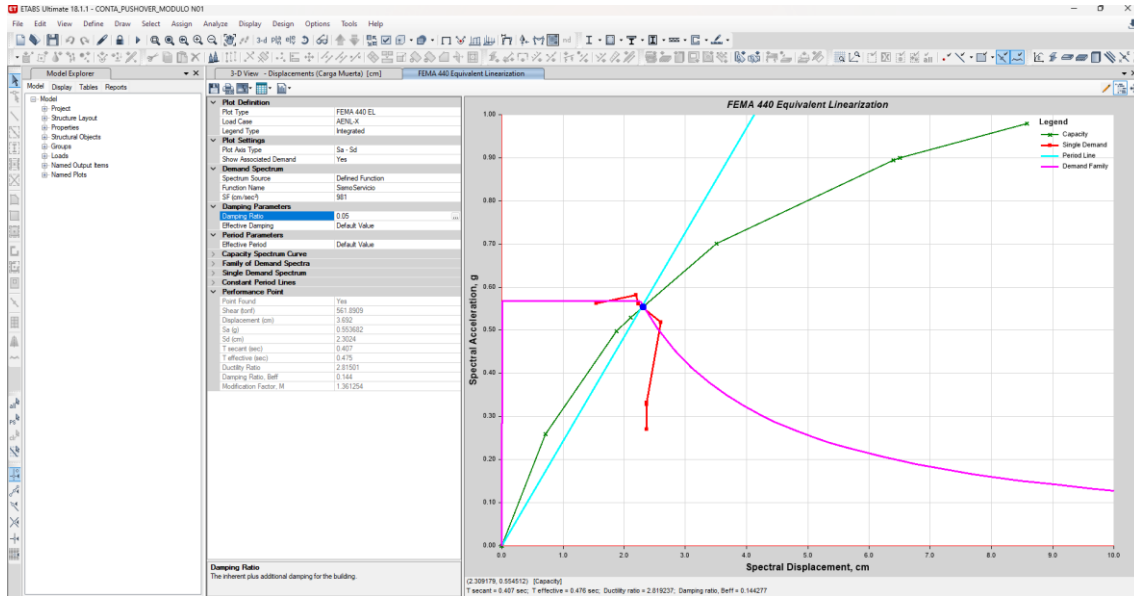 ETABS Ultimate 18.1.1 - CONTA_PUSHOVER_MODULO N01
File Edit View Define Draw Select Assign Analyze Display Design Options Tools Help
Model Explorer
Model Display Tables Reports
Model
Project
Structure Layout
Properties
Structural Objects
Groups
Loads
Named Output Items
Named Plots
3-D View - Displacements (Carga Muerta) [cm]
FEMA 440 Equivalent Linearization
Plot Definition
Plot Type FEMA 440 EL
Load Case AENL-X
Legend Type Integrated
Plot Settings
Plot Axis Type Sa - Sd
Show Associated Demand Yes
Demand Spectrum
Spectrum Source Defined Function
Function Name SismoServicio
SF (cm/sec²) 981
Damping Parameters
Damping Ratio 0.05
Effective Damping Default Value
Period Parameters
Effective Period Default Value
Capacity Spectrum Curve
Family of Demand Spectra
Single Demand Spectrum
Constant Period Lines
Performance Point
Point Found Yes
Shear (tonf) 561.8909
Displacement (cm) 3.692
Sa (g) 0.553602
Sd (cm) 2.3024
T secant (sec) 0.407
T effective (sec) 0.475
Ductility Ratio 2.81501
Damping Ratio, Beff 0.144
Modification Factor, M 1.361254
Damping Ratio
The inherent plus additional damping for the building.
FEMA 440 Equivalent Linearization
Legend
Capacity
Single Demand
Period Line
Demand Family
Spectral Acceleration, g
1.00
0.90
0.80
0.70
0.60
0.50
0.40
0.30
0.20
0.10
0.00
0.0 1.0 2.0 3.0 4.0 5.0 6.0 7.0 8.0 9.0 10.0
Spectral Displacement, cm
(2.309179, 0.554512) [Capacity]
T secant = 0.407 sec; T effective = 0.476 sec; Ductility ratio = 2.819237; Damping ratio, Beff = 0.144277